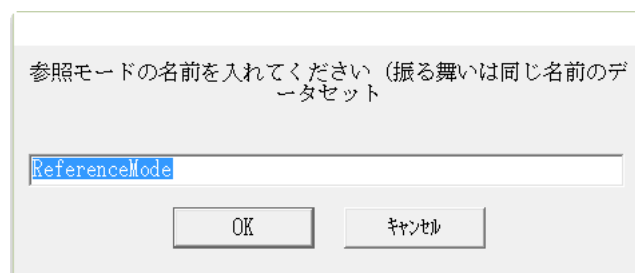 参照モードの名前を入れてください（振る舞いは同じ名前のデ
ータセット
ReferenceMode
OK
ｷｬﾝｾﾙ